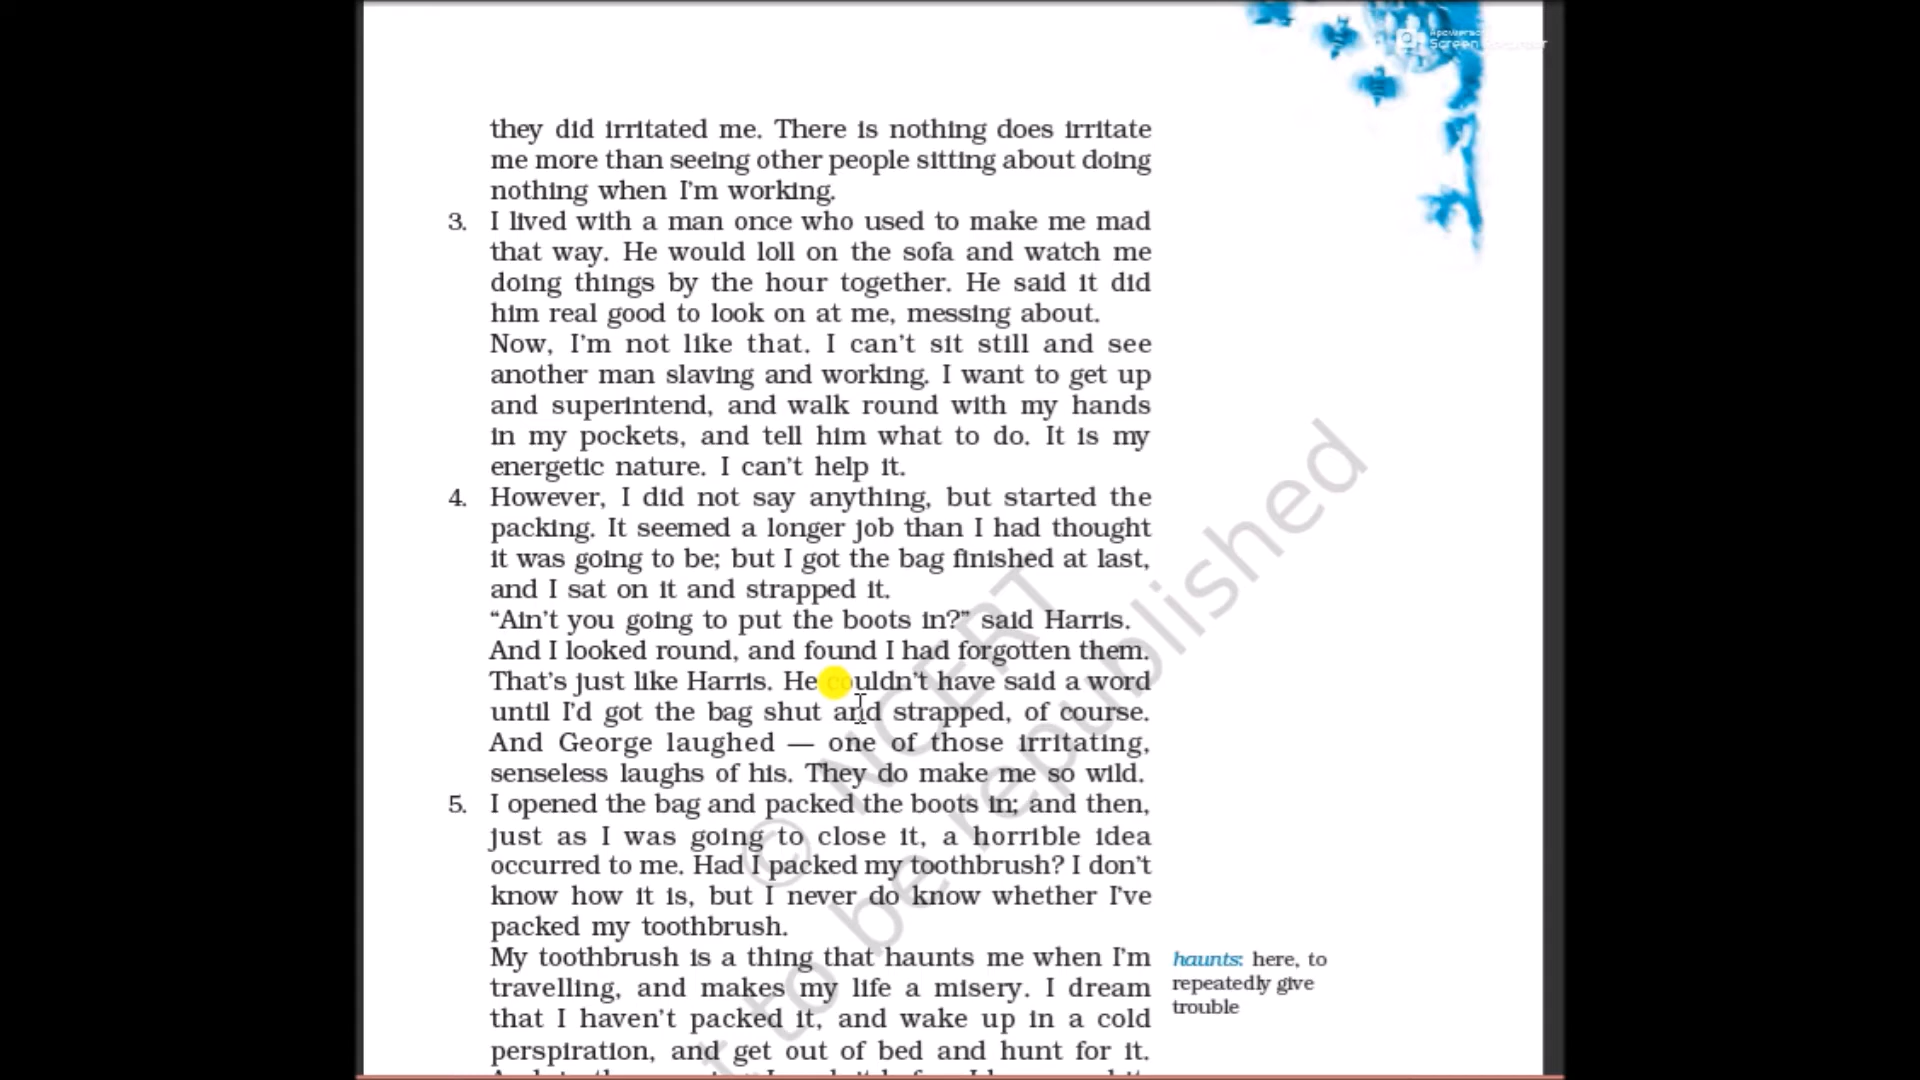 they did irritated me. There is nothing does irritate
me more than seeing other people sitting about doing
nothing when I'm working.
3. I lived with a man once who used to make me mad
that way. He would loll on the sofa and watch me
doing things by the hour together. He said it did
him real good to look on at me, messing about.
Now, I'm not like that. I can't sit still and see
another man slaving and working. I want to get up
and superintend, and walk round with my hands
in my pockets, and tell him what to do. It is my
energetic nature. I can't help it.
4. However, I did not say anything, but started the
packing. It seemed a longer job than I had thought
it was going to be; but I got the bag finished at last,
and I sat on it and strapped it.
“Ain't you going to put the boots in?” said Harris.
And I looked round, and found I had forgotten them.
That's just like Harris. He couldn't have said a word
until I'd got the bag shut and strapped, of course.
And George laughed — one of those irritating,
senseless laughs of his. They do make me so wild.
5. I opened the bag and packed the boots in; and then,
just as I was going to close it, a horrible idea
occurred to me. Had I packed my toothbrush? I don't
know how it is, but I never do know whether I've
packed my toothbrush.
My toothbrush is a thing that haunts me when I'm
travelling, and makes my life a misery. I dream
that I haven't packed it, and wake up in a cold
perspiration, and get out of bed and hunt for it.
haunts: here, to
repeatedly give
trouble
© NCERT
t to be republished
Apowersoft
Screen Recorder